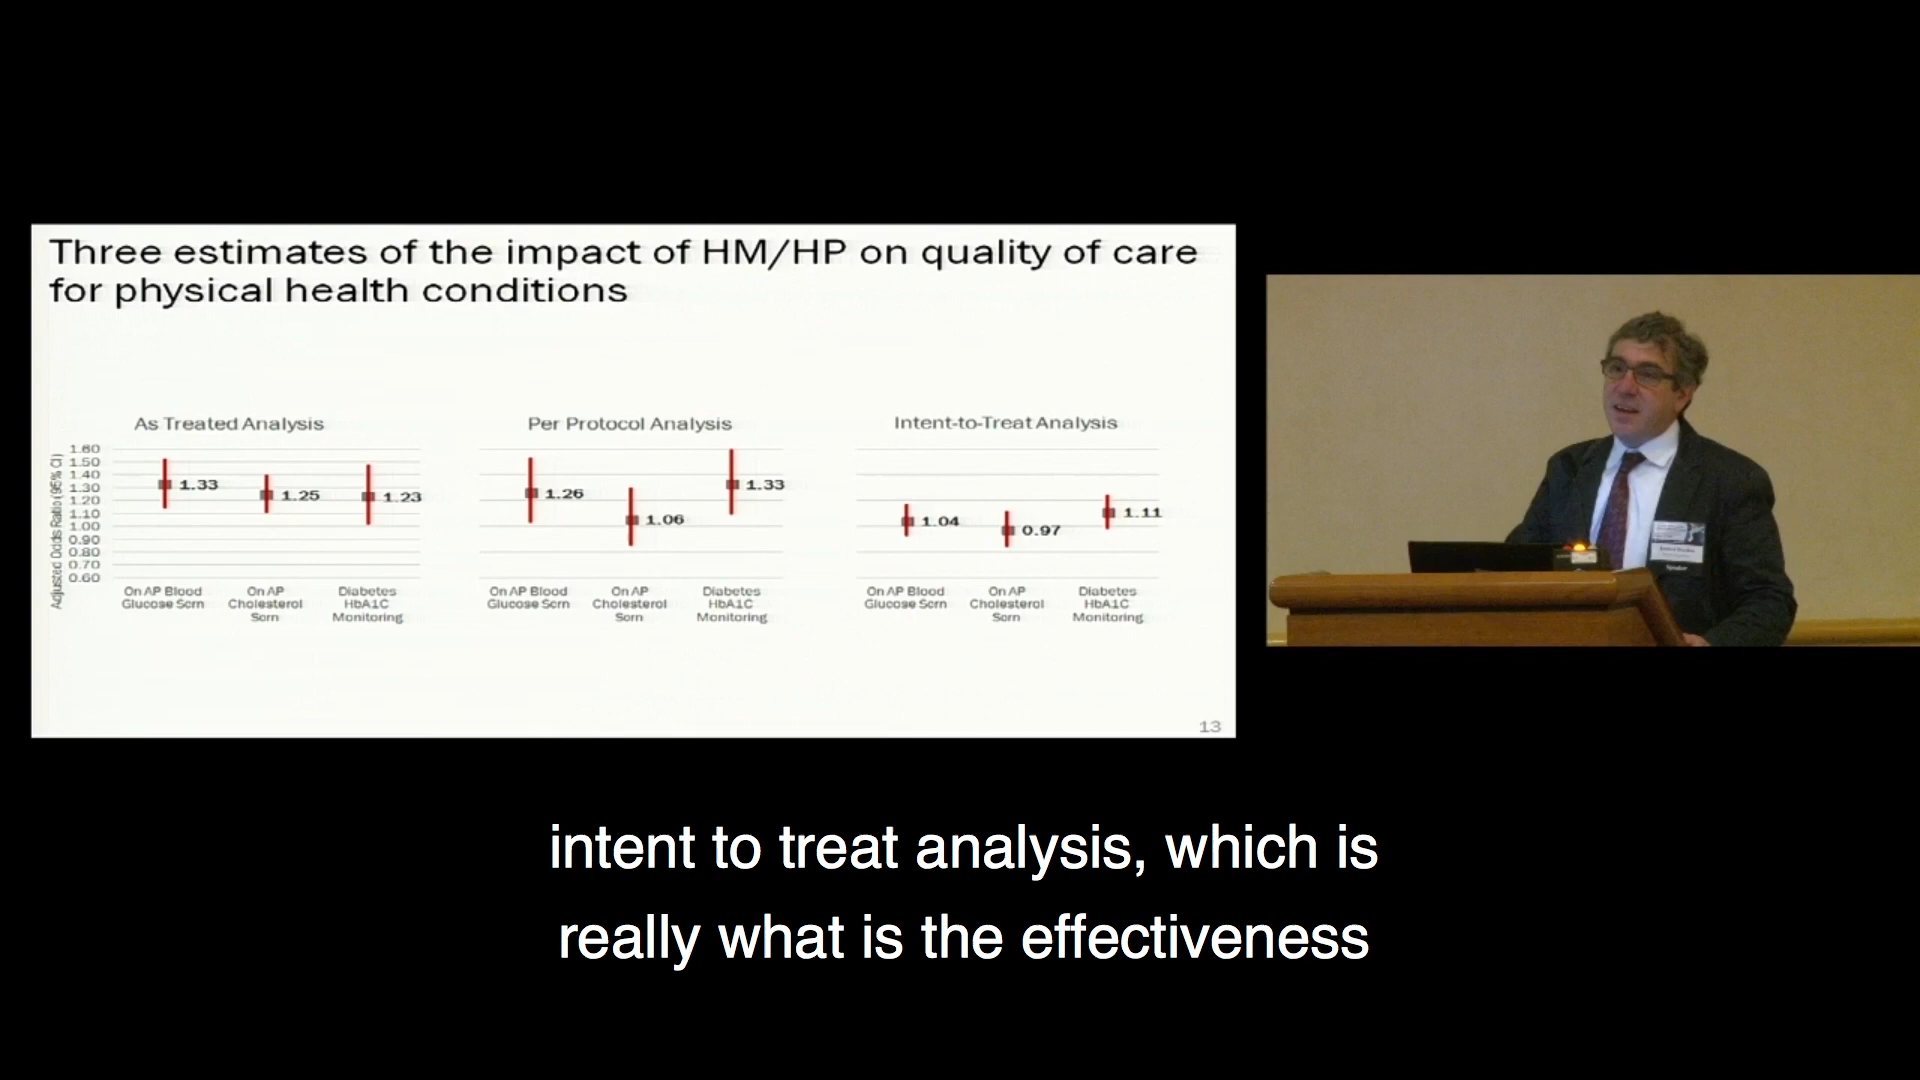 Three estimates of the impact of HM/HP on quality of care
for physical health conditions
As Treated Analysis
Adjusted Odds Ratio (95% CI)
1.60
1.50
1.40
1.30
1.20
1.10
1.00
0.90
0.80
0.70
0.60
1.33
1.25
1.23
On AP Blood
Glucose Scrn
On AP
Cholesterol
Scrn
Diabetes
HbA1C
Monitoring
Per Protocol Analysis
1.26
1.06
1.33
On AP Blood
Glucose Scrn
On AP
Cholesterol
Scrn
Diabetes
HbA1C
Monitoring
Intent-to-Treat Analysis
1.04
0.97
1.11
On AP Blood
Glucose Scrn
On AP
Cholesterol
Scrn
Diabetes
HbA1C
Monitoring
13
Speaker
intent to treat analysis, which is
really what is the effectiveness